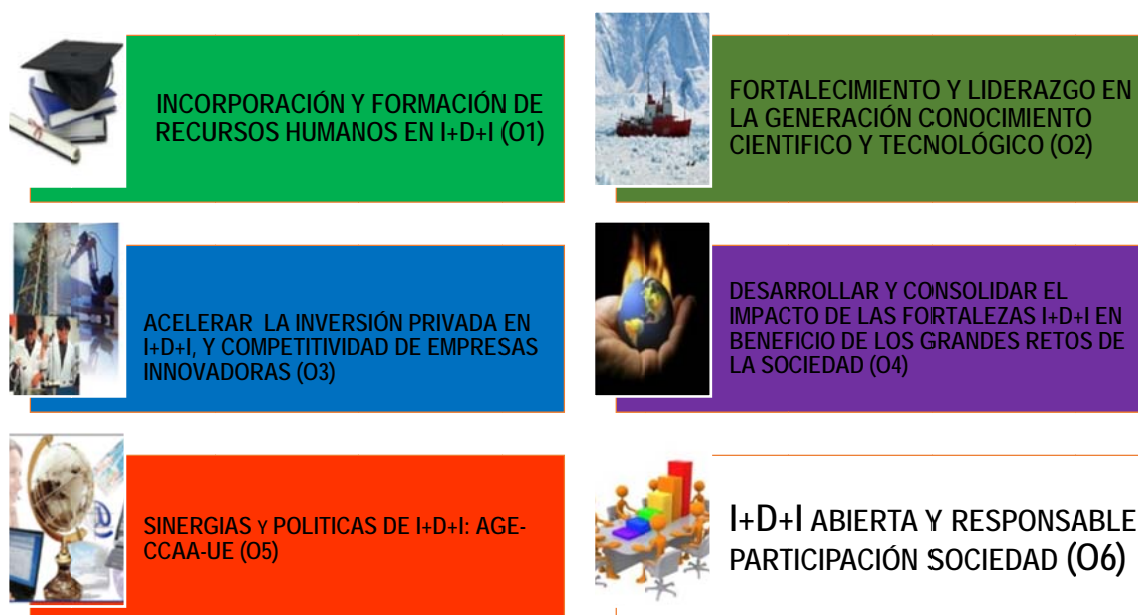 INCORPORACIÓN Y FORMACIÓN DE
RECURSOS HUMANOS EN I+D+I (O1)
FORTALECIMIENTO Y LIDERAZGO EN
LA GENERACIÓN CONOCIMIENTO
CIENTIFICO Y TECNOLÓGICO (O2)
ACELERAR LA INVERSIÓN PRIVADA EN
I+D+I, Y COMPETITIVIDAD DE EMPRESAS
INNOVADORAS (O3)
DESARROLLAR Y CONSOLIDAR EL
IMPACTO DE LAS FORTALEZAS I+D+I EN
BENEFICIO DE LOS GRANDES RETOS DE
LA SOCIEDAD (O4)
SINERGIAS Y POLITICAS DE I+D+I: AGE-
CCAA-UE (O5)
I+D+I ABIERTA Y RESPONSABLE
PARTICIPACIÓN SOCIEDAD (O6)